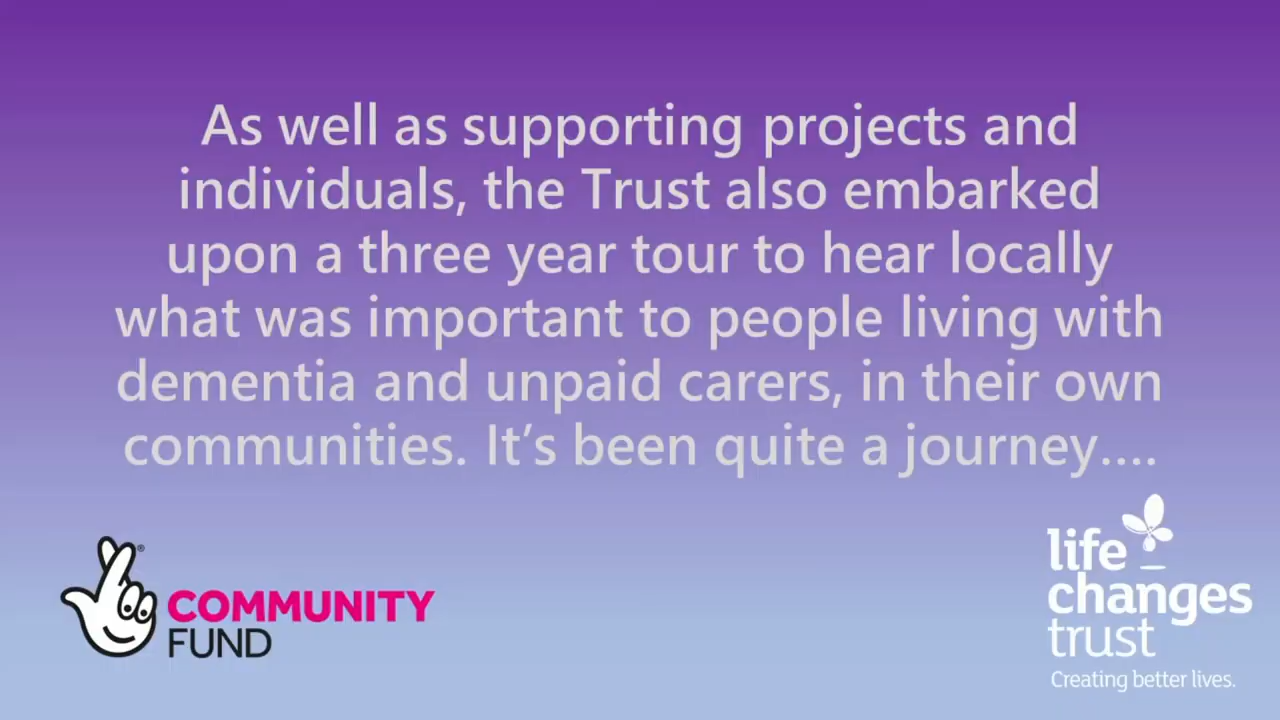 As well as supporting projects and
individuals, the Trust also embarked
upon a three year tour to hear locally
what was important to people living with
dementia and unpaid carers, in their own
communities. It’s been quite a journey....
®
COMMUNITY
FUND
life
changes
trust
Creating better lives.